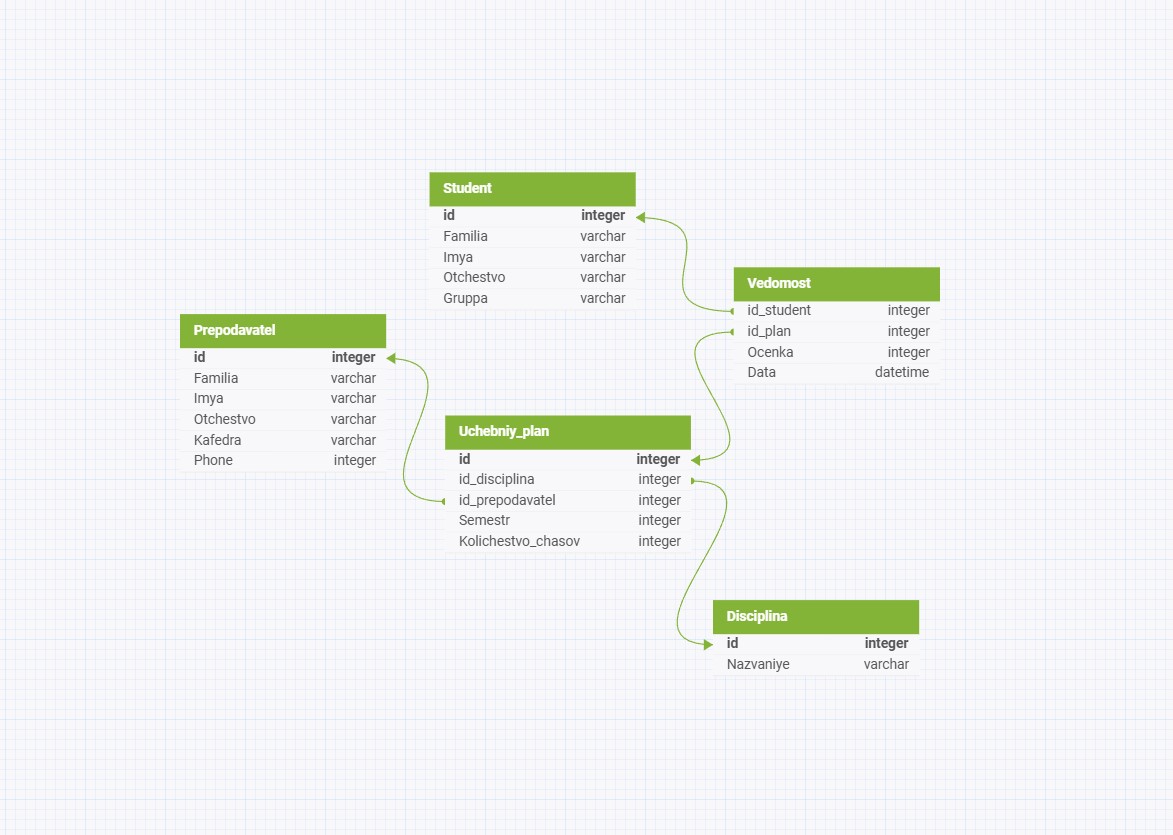 Student
id integer
Familia varchar
Imya varchar
Otchestvo varchar
Gruppa varchar
Vedomost
id_student integer
id_plan integer
Ocenka integer
Data datetime
Prepodavatel
id integer
Familia varchar
Imya varchar
Otchestvo varchar
Kafedra varchar
Phone integer
Uchebniy_plan
id integer
id_disciplina integer
id_prepodavatel integer
Semestr integer
Kolichestvo_chasov integer
Disciplina
id integer
Nazvaniye varchar